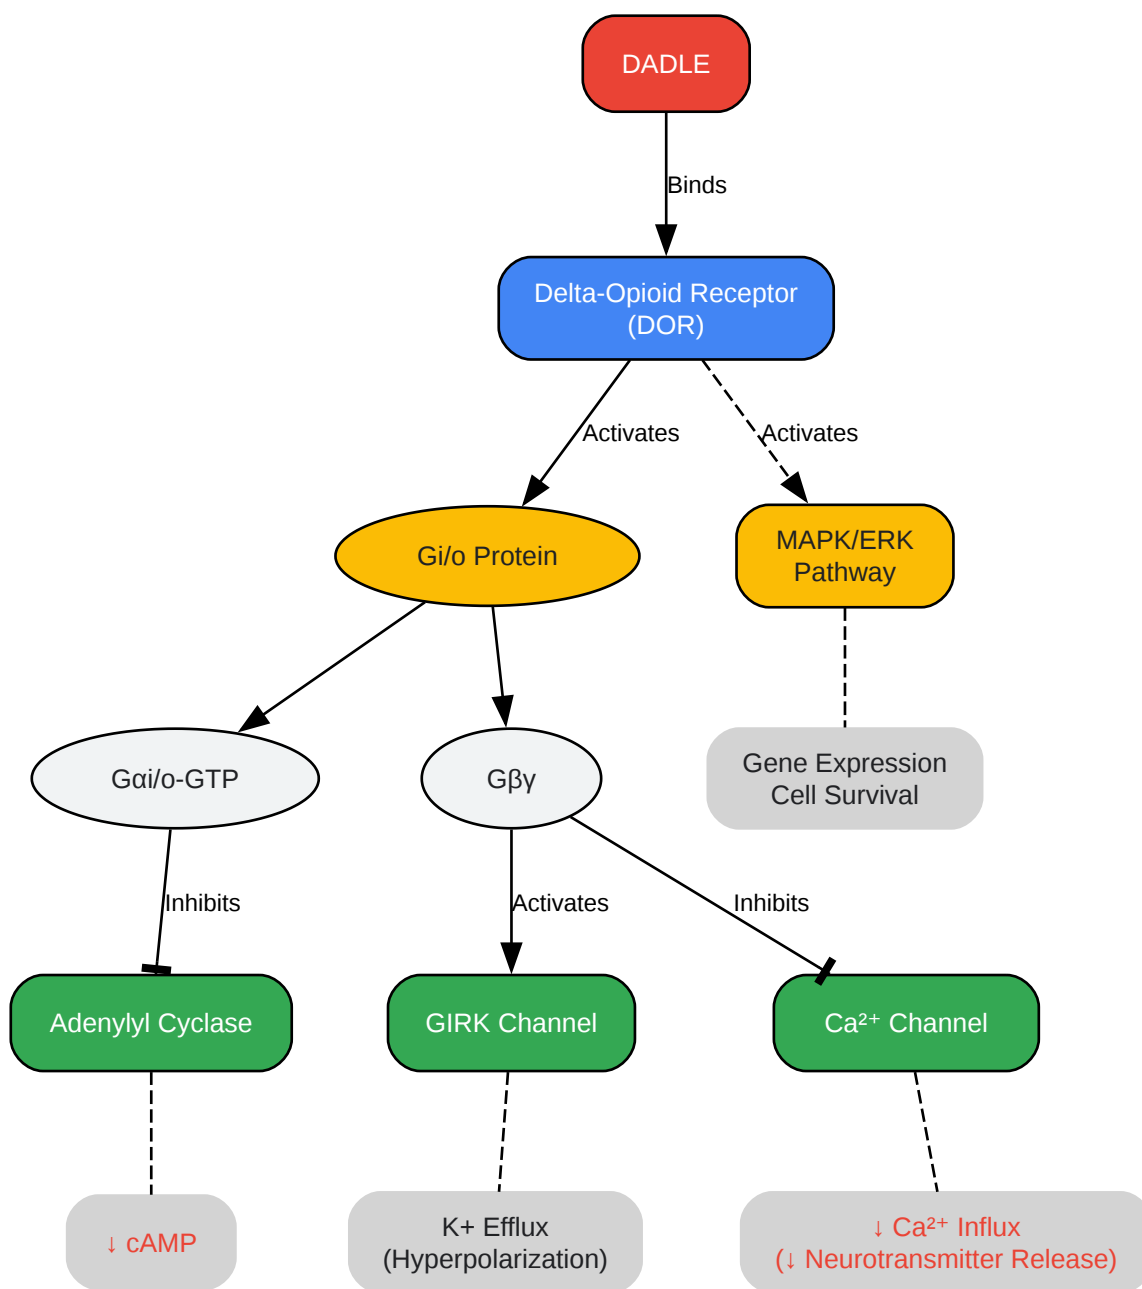 DADLE
Binds
Delta-Opioid Receptor
(DOR)
Activates
Activates
Gi/o Protein
MAPK/ERK
Pathway
Gαi/o-GTP
Gβγ
Gene Expression
Cell Survival
Inhibits
Activates
Inhibits
Adenylyl Cyclase
GIRK Channel
Ca²⁺ Channel
↓ cAMP
K+ Efflux
(Hyperpolarization)
↓ Ca²⁺ Influx
(↓ Neurotransmitter Release)